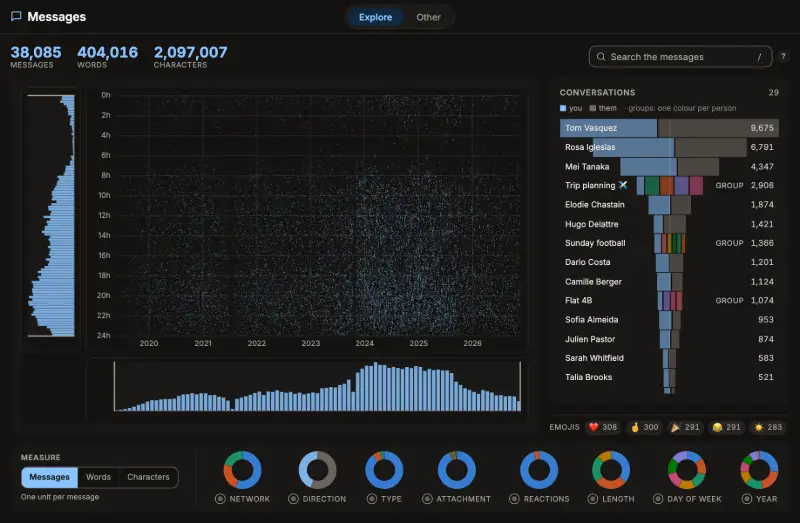 Messages
Explore
Other
38,085
MESSAGES
404,016
WORDS
2,097,007
CHARACTERS
Search the messages
/
?
0h
2h
4h
6h
8h
10h
12h
14h
16h
18h
20h
22h
24h
2020
2021
2022
2023
2024
2025
2026
CONVERSATIONS
29
you
them
· groups: one colour per person
Tom Vasquez
9,675
Rosa Iglesias
6,791
Mei Tanaka
4,347
Trip planning ✈️
GROUP 2,906
Elodie Chastain
1,874
Hugo Delattre
1,421
Sunday football
GROUP 1,366
Dario Costa
1,201
Camille Berger
1,124
Flat 4B
GROUP 1,074
Sofia Almeida
953
Julien Pastor
874
Sarah Whitfield
583
Talia Brooks
521
EMOJIS
308
300
291
291
283
MEASURE
Messages
Words
Characters
One unit per message
NETWORK
DIRECTION
TYPE
ATTACHMENT
REACTIONS
LENGTH
DAY OF WEEK
YEAR